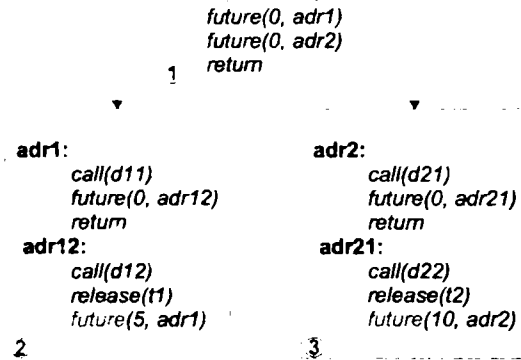 future(0, adr1)
future(0, adr2)
return
1
adr1:
call(d11)
future(0, adr12)
return
adr12:
call(d12)
release(t1)
future(5, adr1)
2
adr2:
call(d21)
future(0, adr21)
return
adr21:
call(d22)
release(t2)
future(10, adr2)
3